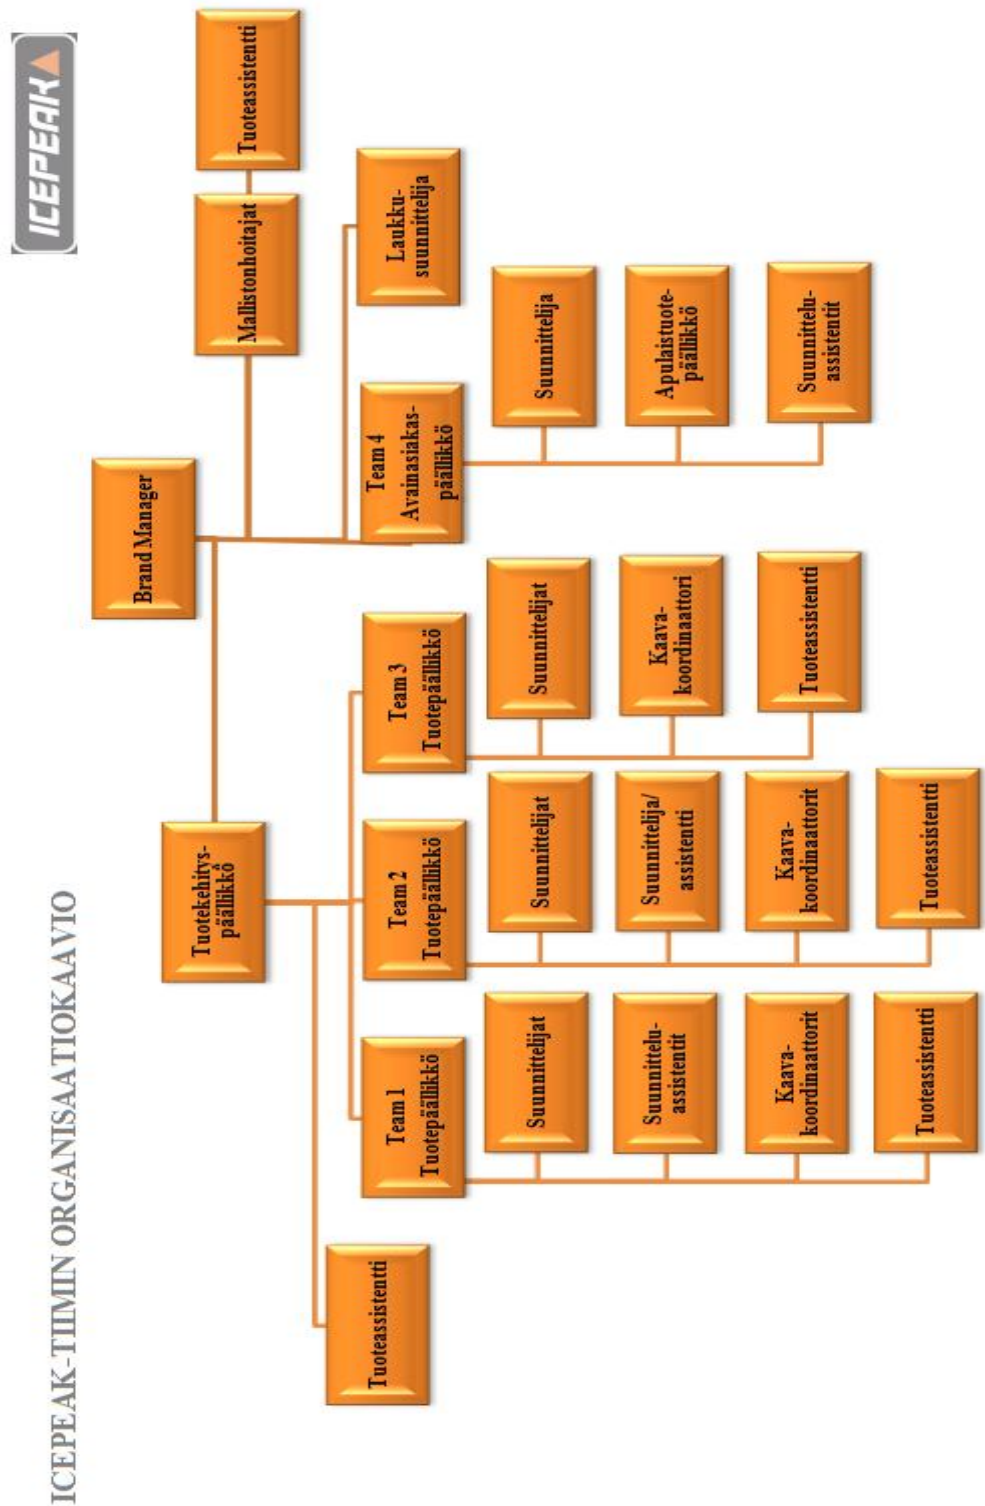 ICEPEAK-TIIMIN ORGANISAATIOKAAVIO
ICEPEAK
Brand Manager
Tuotekehitys-
päällikkö
Mallistonhoitajat
Tuoteassistentti
Tuoteassistentti
Team 1
Tuotepäällikkö
Team 2
Tuotepäällikkö
Team 3
Tuotepäällikkö
Team 4
Avainasiakas-
päällikkö
Laukku-
suunnittelija
Suunnittelijat
Suunnittelu-
assistentit
Kaava-
koordinaattorit
Tuoteassistentti
Suunnittelijat
Suunnittelija/
assistentti
Kaava-
koordinaattorit
Tuoteassistentti
Suunnittelijat
Kaava-
koordinaattori
Tuoteassistentti
Suunnittelija
Apulaistuote-
päällikkö
Suunnittelu-
assistentit